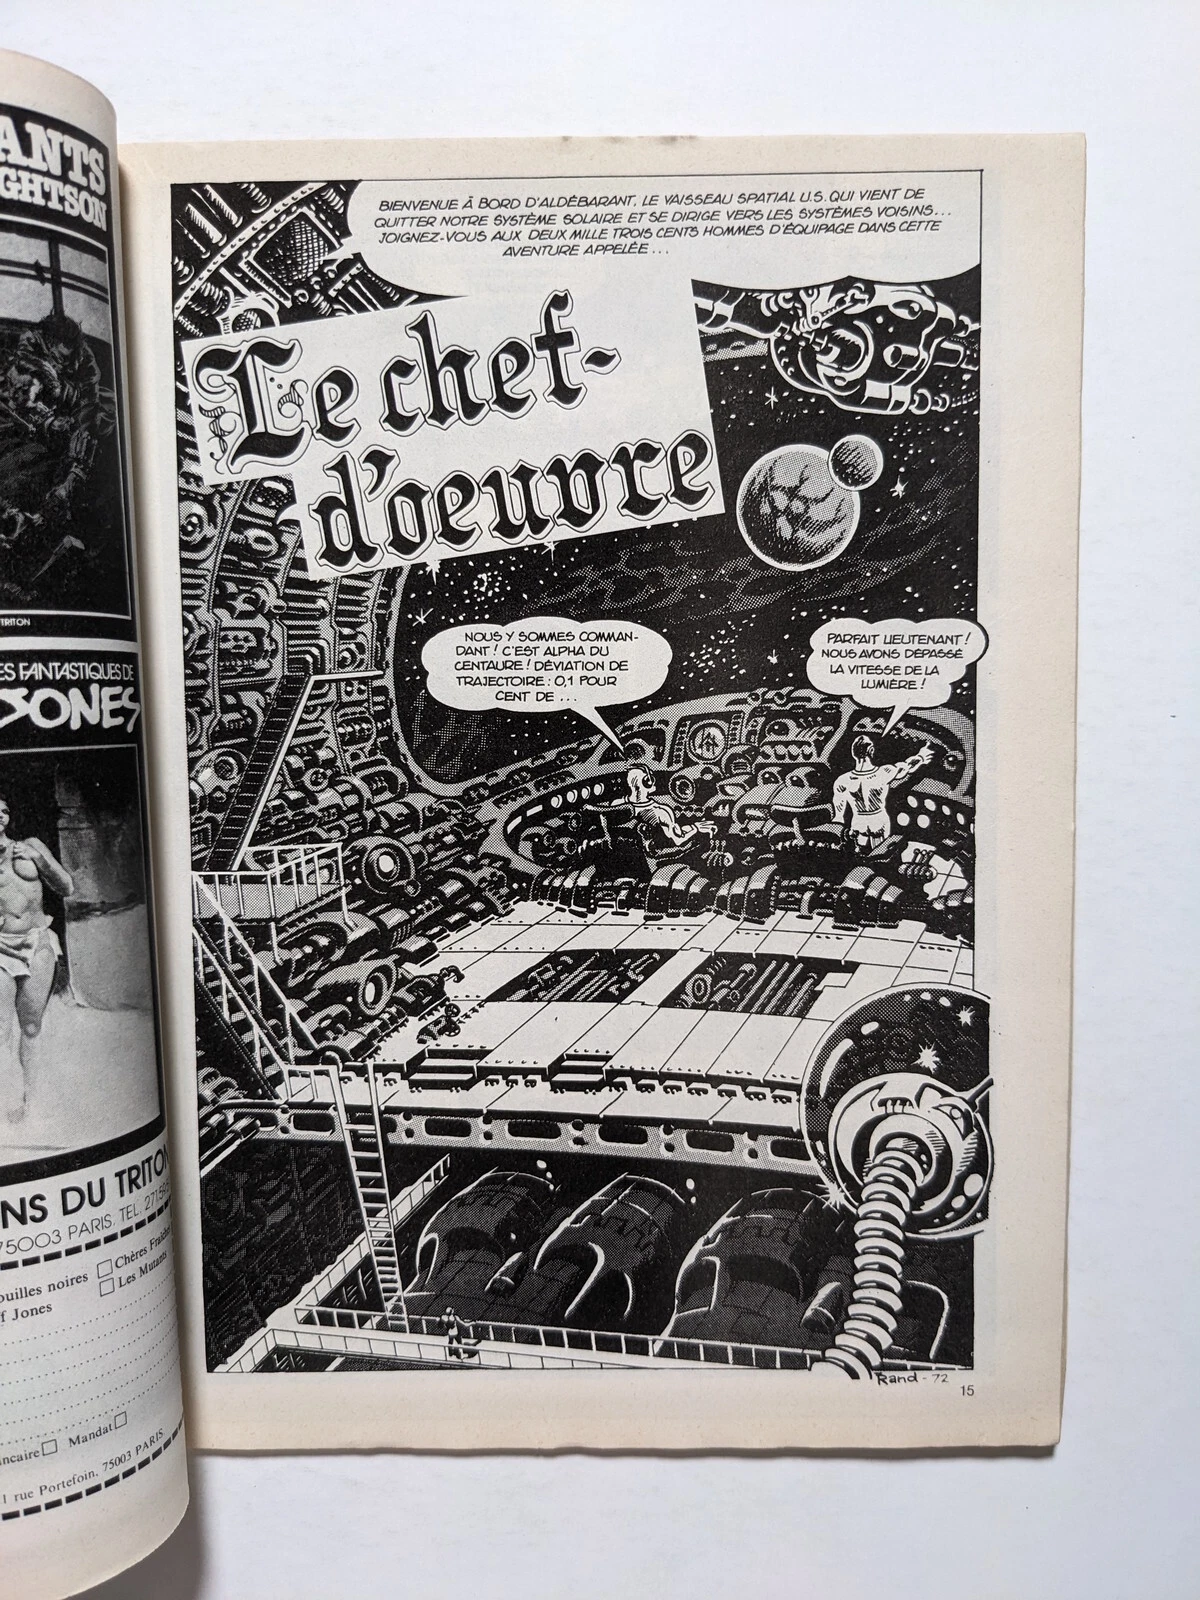 ANTS
GHTSON
TRITON
ES FANTASTIQUES DE
JONES
NS DU TRITON
75003 PARIS. TEL. 271
ouilles noires
Chères Fraîches
Les Mutants
f Jones
ancaire Mandat
1 rue Portefoin, 75003 PARIS
BIENVENUE À BORD D'ALDÉBARANT, LE VAISSEAU SPATIAL U.S. QUI VIENT DE
QUITTER NOTRE SYSTÈME SOLAIRE ET SE DIRIGE VERS LES SYSTÈMES VOISINS...
JOIGNEZ-VOUS AUX DEUX MILLE TROIS CENTS HOMMES D'ÉQUIPAGE DANS CETTE
AVENTURE APPELÉE...
Le chef-
d'oeuvre
NOUS Y SOMMES COMMAN-
DANT ! C'EST ALPHA DU
CENTAURE ! DÉVIATION DE
TRAJECTOIRE : 0,1 POUR
CENT DE ...
PARFAIT LIEUTENANT !
NOUS AVONS DÉPASSÉ
LA VITESSE DE LA
LUMIÈRE !
Rand - 72
15